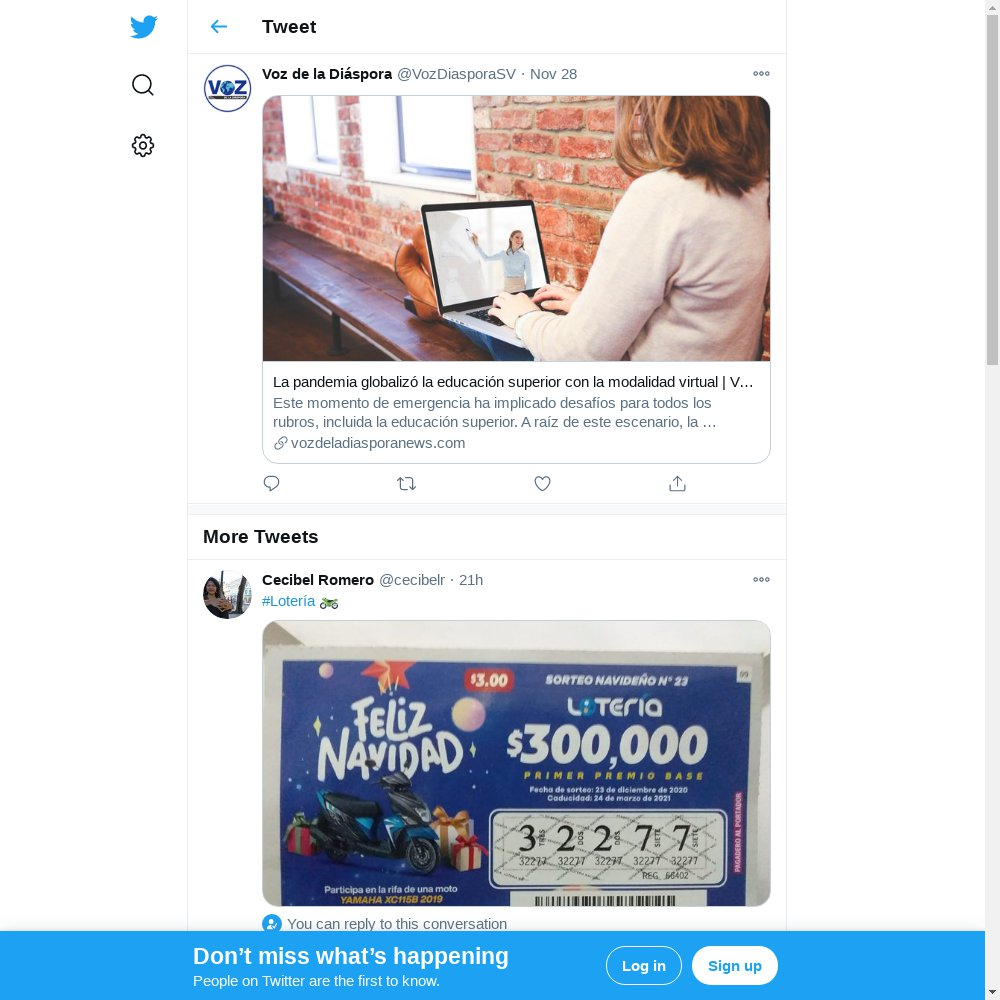 Tweet
VOZ
Voz de la Diáspora @VozDiasporaSV · Nov 28
La pandemia globalizó la educación superior con la modalidad virtual | V…
Este momento de emergencia ha implicado desafíos para todos los
rubros, incluida la educación superior. A raíz de este escenario, la …
vozdeladiasporanews.com
More Tweets
Cecibel Romero @cecibelr · 21h
#Lotería
$3.00
SORTEO NAVIDEÑO Nº 23
09
LOTERÍA
FELIZ
NAVIDAD
$300,000
PRIMER PREMIO BASE
Fecha de sorteo: 23 de diciembre de 2020
Caducidad: 24 de marzo de 2021
3 TRES 2 DOS 2 DOS 7 SIETE 7 SIETE
32277 32277 32277 32277 32277
REG. 66402
PAGADERO AL PORTADOR
Participa en la rifa de una moto
YAMAHA XC115B 2019
You can reply to this conversation
Don’t miss what’s happening
People on Twitter are the first to know.
Log in
Sign up